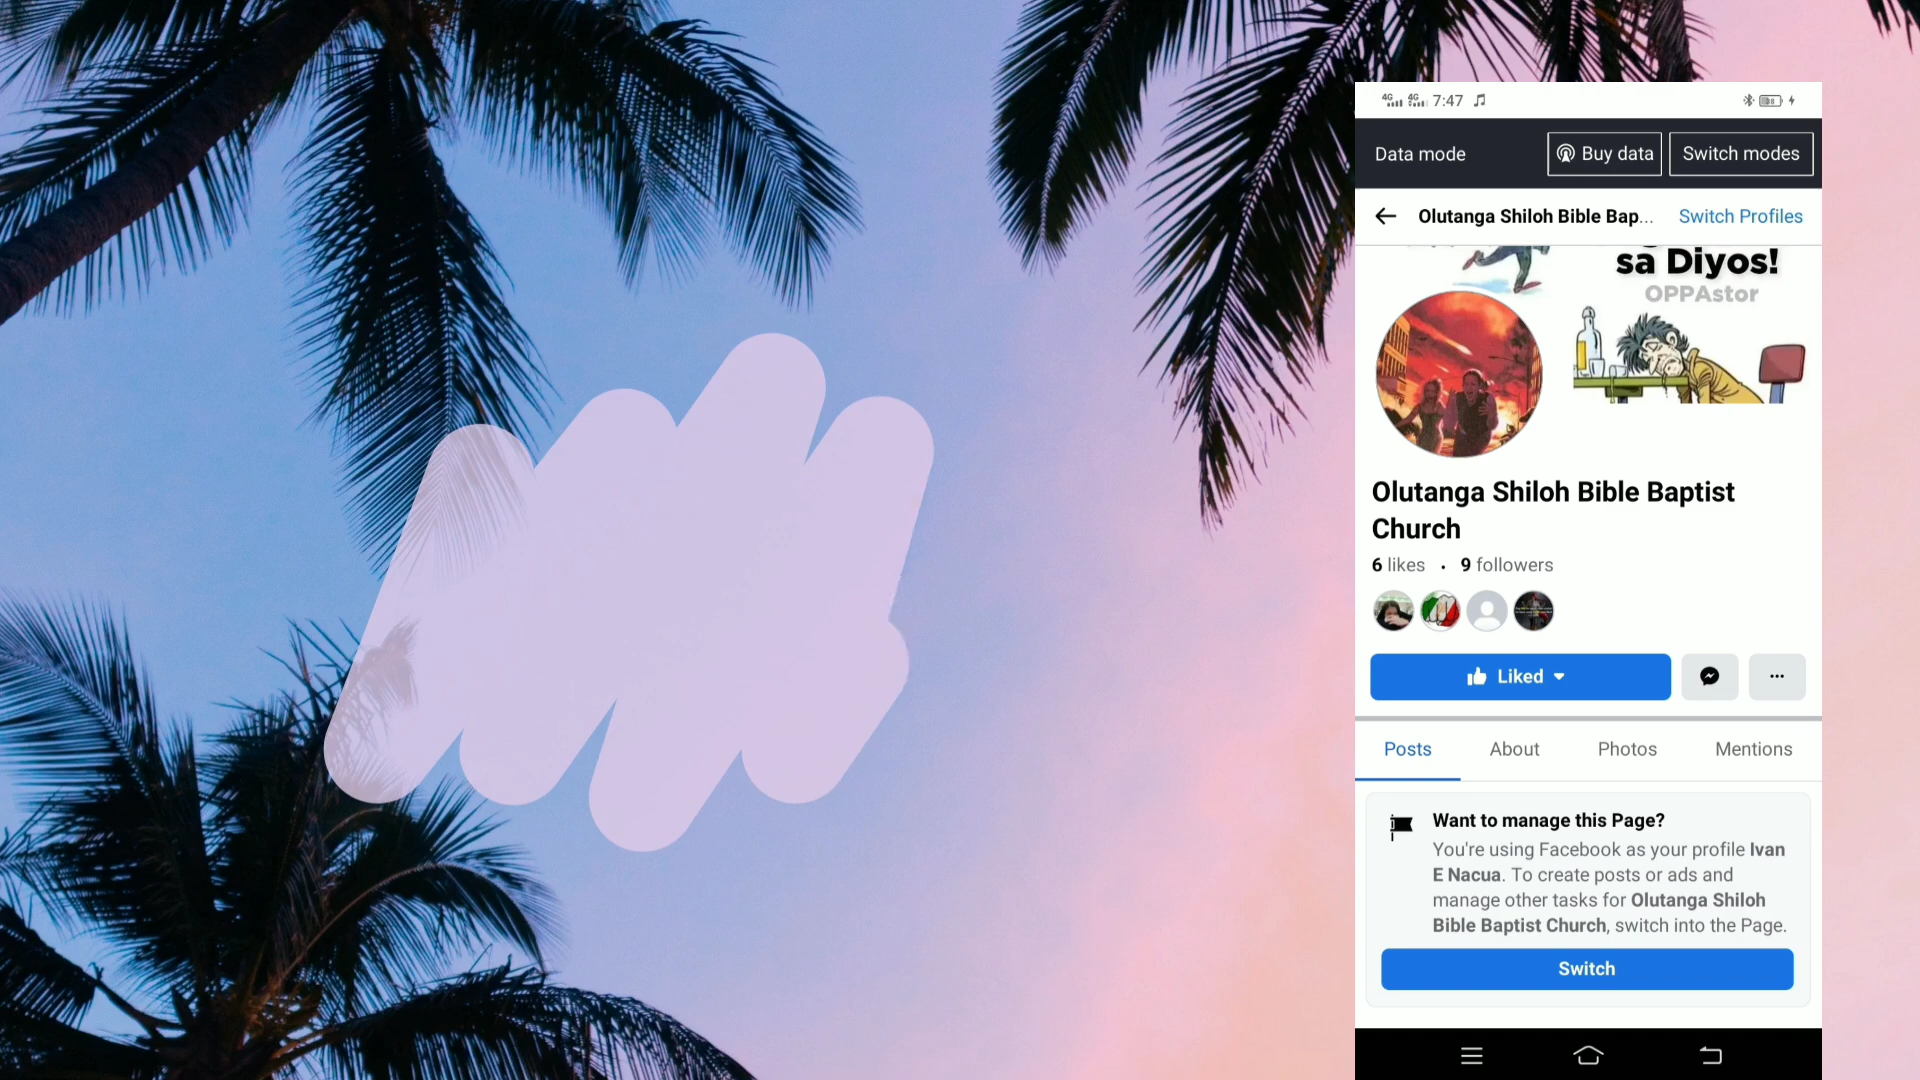 4G 4G 7:47
Data mode Buy data Switch modes
Olutanga Shiloh Bible Bap... Switch Profiles
sa Diyos!
OPPAstor
Olutanga Shiloh Bible Baptist
Church
6 likes • 9 followers
Liked
Posts About Photos Mentions
Want to manage this Page?
You're using Facebook as your profile Ivan
E Nacua. To create posts or ads and
manage other tasks for Olutanga Shiloh
Bible Baptist Church, switch into the Page.
Switch